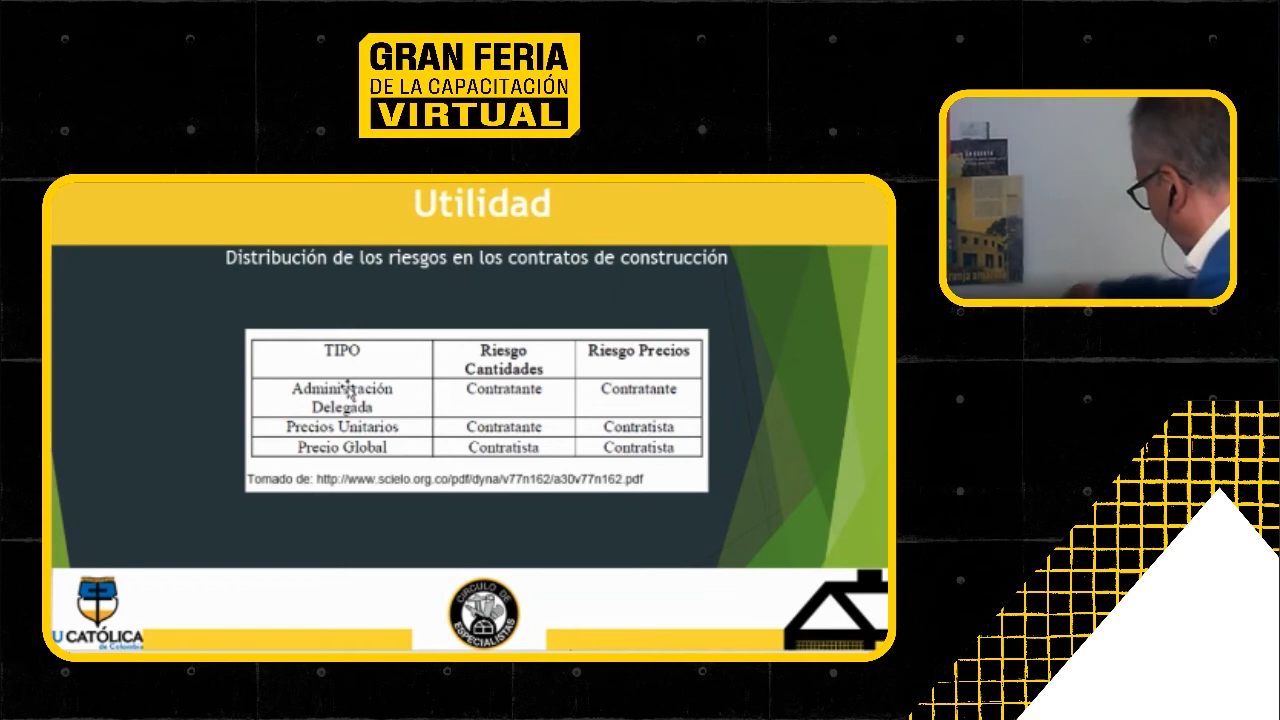 GRAN FERIA
DE LA CAPACITACIÓN
VIRTUAL
Utilidad
Distribución de los riesgos en los contratos de construcción
TIPO Riesgo Cantidades Riesgo Precios
Administración Delegada Contratante Contratante
Precios Unitarios Contratante Contratista
Precio Global Contratista Contratista
Tomado de: http://www.scielo.org.co/pdf/dyna/v77n162/a30v77n162.pdf
U CATÓLICA
de Colombia
CIRCULO DE
ESPECIALISTAS